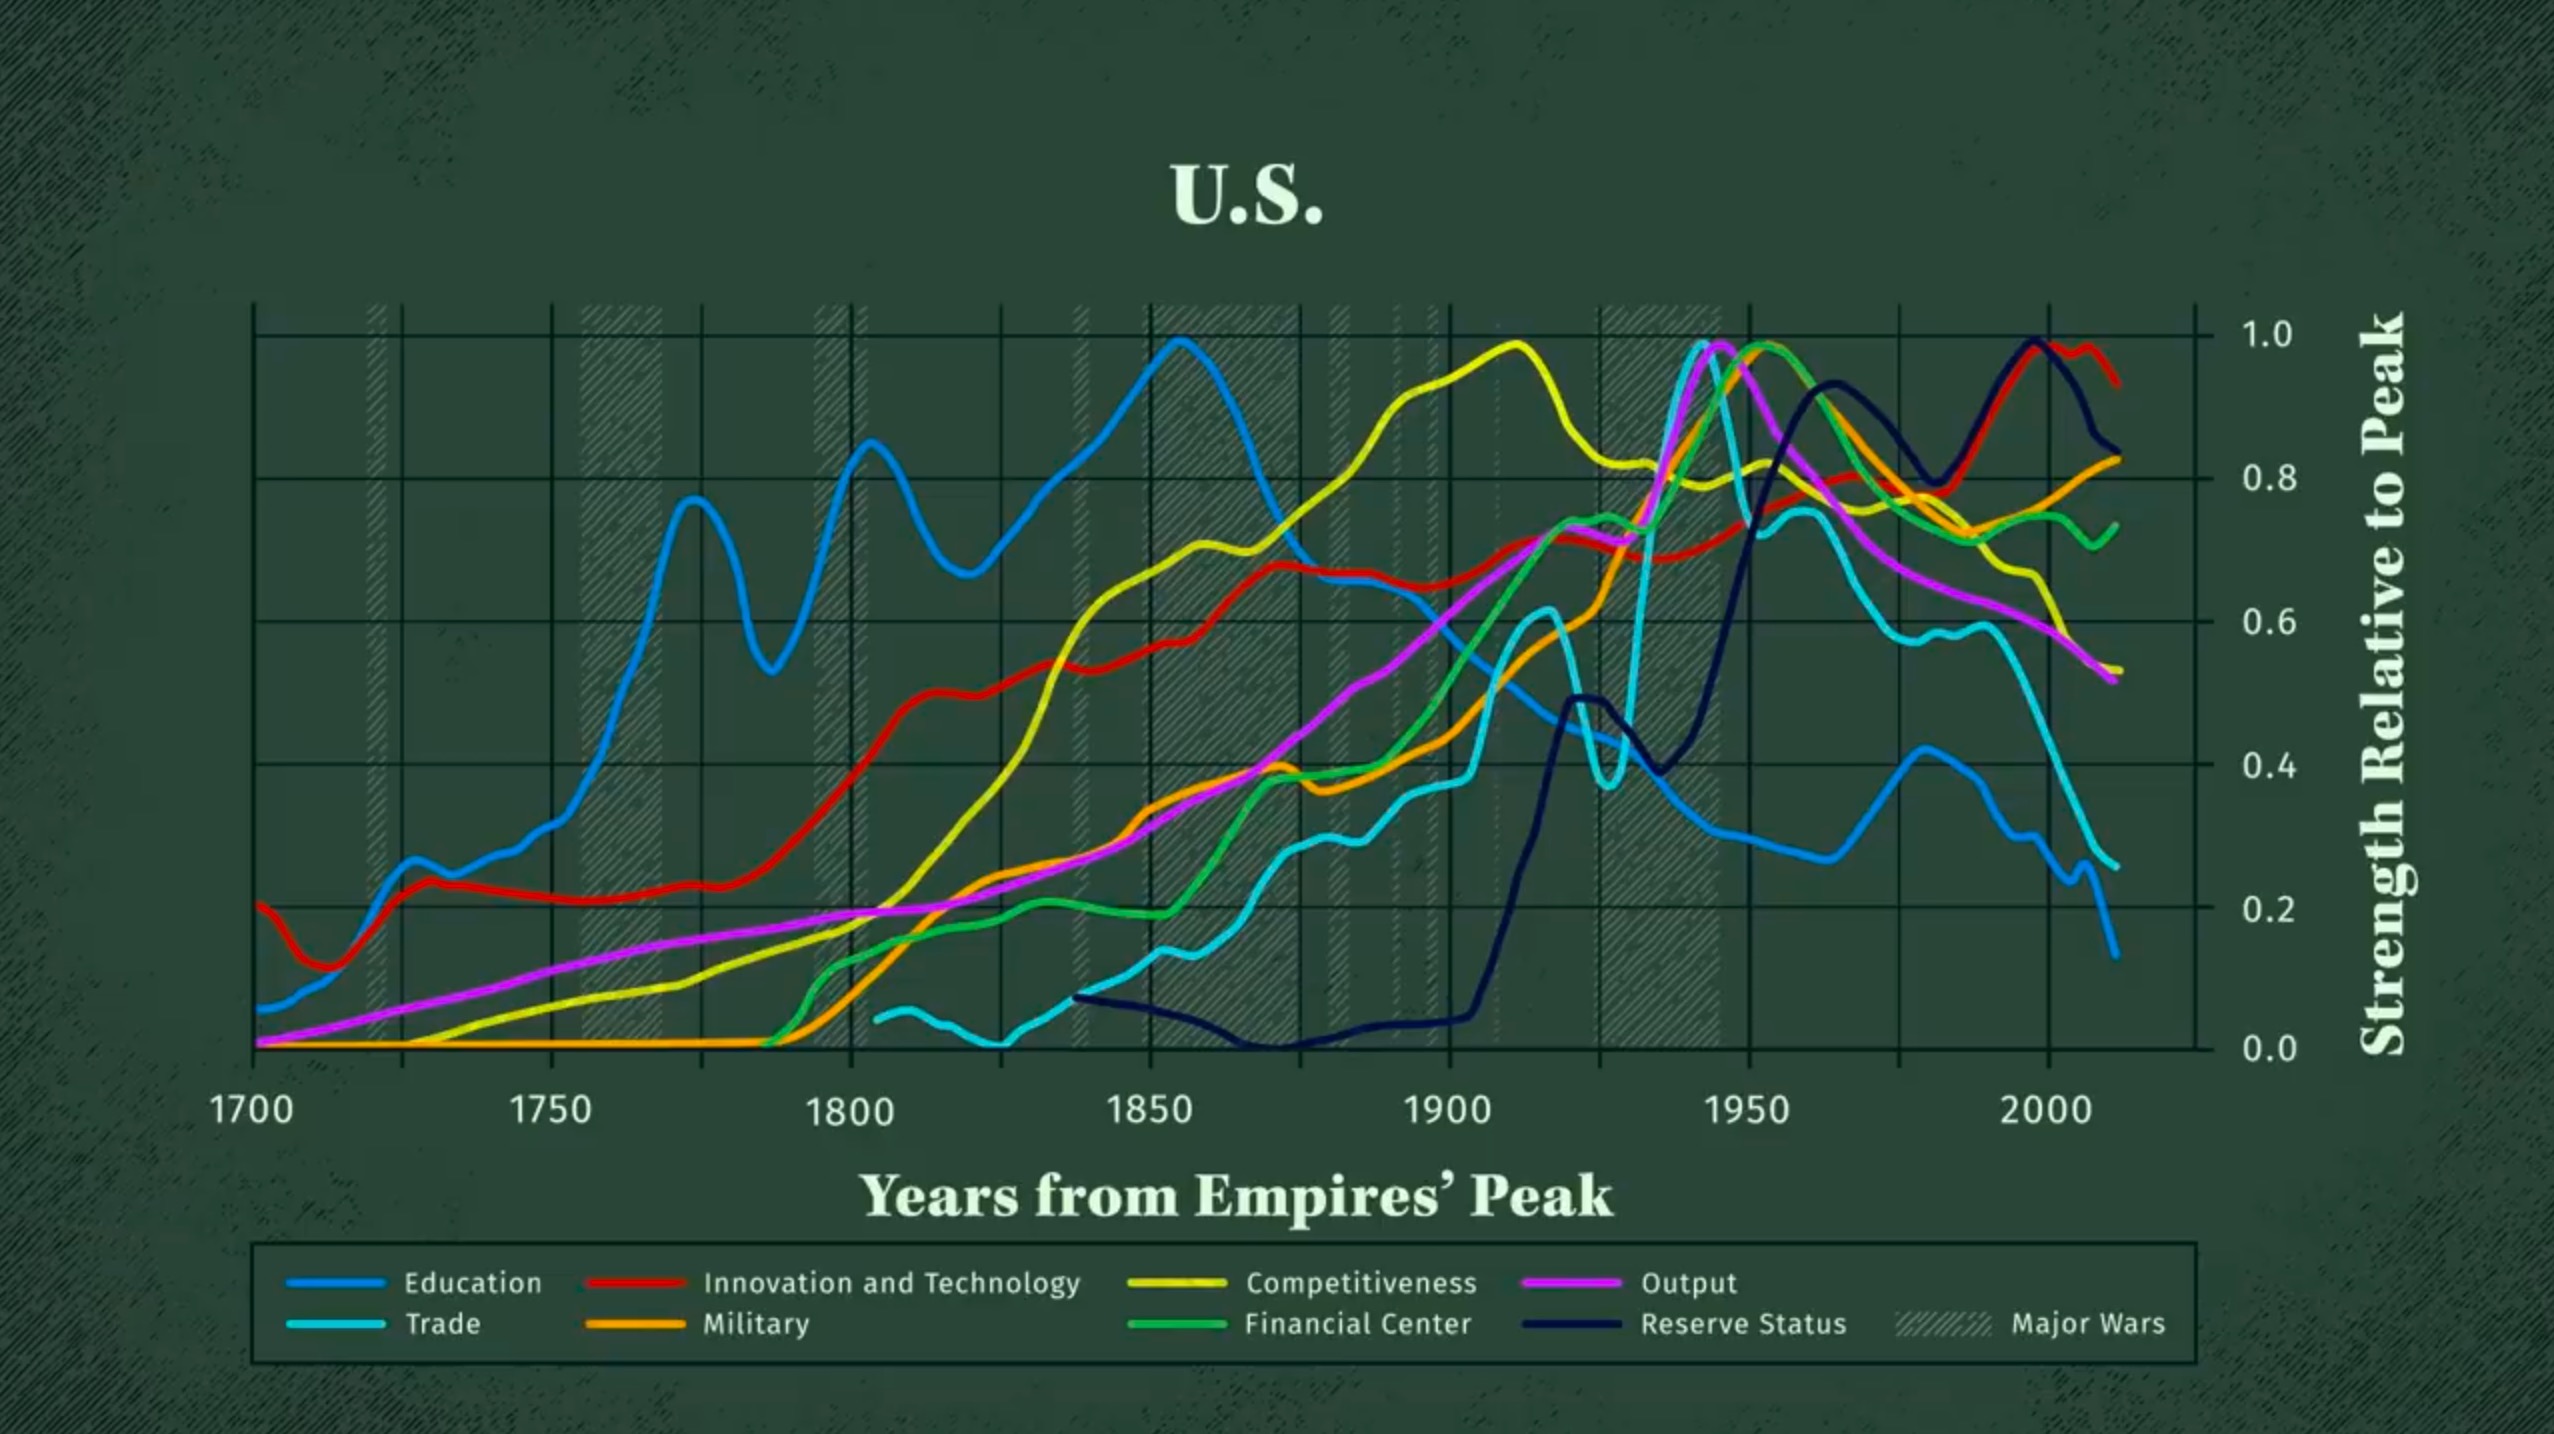 U.S.
1.0
0.8
0.6
0.4
0.2
0.0
Strength Relative to Peak
1700 1750 1800 1850 1900 1950 2000
Years from Empires’ Peak
Education Innovation and Technology Competitiveness Output
Trade Military Financial Center Reserve Status Major Wars